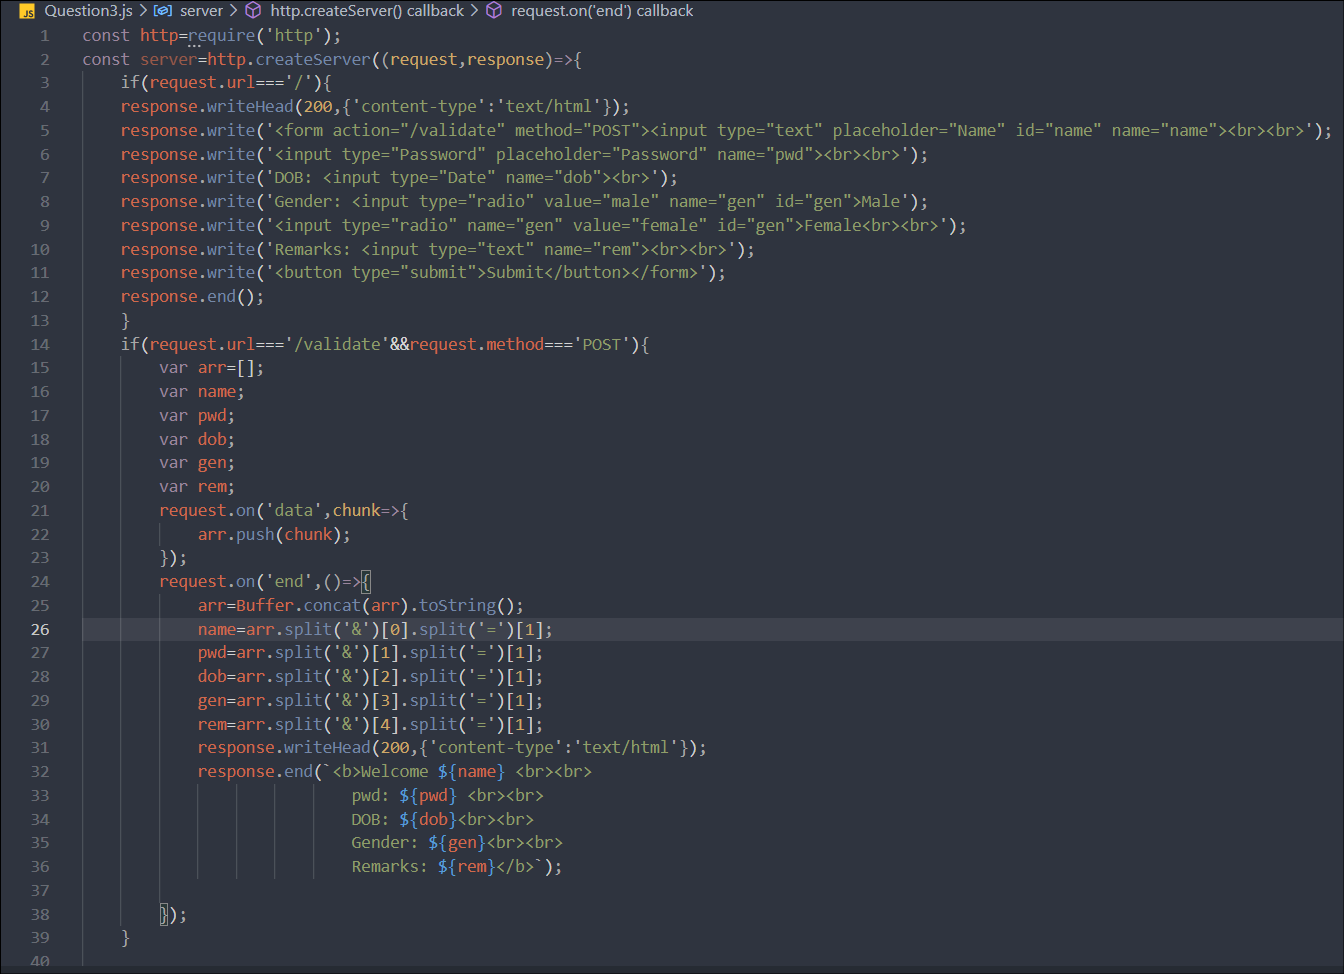 JS Question3.js > server > http.createServer() callback > request.on('end') callback
1 const http=require('http');
2 const server=http.createServer((request,response)=>{
3 if(request.url==='/'){
4 response.writeHead(200,{'content-type':'text/html'});
5 response.write('<form action="/validate" method="POST"><input type="text" placeholder="Name" id="name" name="name"><br><br>');
6 response.write('<input type="Password" placeholder="Password" name="pwd"><br><br>');
7 response.write('DOB: <input type="Date" name="dob"><br>');
8 response.write('Gender: <input type="radio" value="male" name="gen" id="gen">Male');
9 response.write('<input type="radio" name="gen" value="female" id="gen">Female<br><br>');
10 response.write('Remarks: <input type="text" name="rem"><br><br>');
11 response.write('<button type="submit">Submit</button></form>');
12 response.end();
13 }
14 if(request.url==='/validate'&&request.method==='POST'){
15 var arr=[];
16 var name;
17 var pwd;
18 var dob;
19 var gen;
20 var rem;
21 request.on('data',chunk=>{
22 arr.push(chunk);
23 });
24 request.on('end',()=>{
25 arr=Buffer.concat(arr).toString();
26 name=arr.split('&')[0].split('=')[1];
27 pwd=arr.split('&')[1].split('=')[1];
28 dob=arr.split('&')[2].split('=')[1];
29 gen=arr.split('&')[3].split('=')[1];
30 rem=arr.split('&')[4].split('=')[1];
31 response.writeHead(200,{'content-type':'text/html'});
32 response.end(`<b>Welcome ${name} <br><br>
33 pwd: ${pwd} <br><br>
34 DOB: ${dob}<br><br>
35 Gender: ${gen}<br><br>
36 Remarks: ${rem}</b>`);
37
38 });
39 }
40